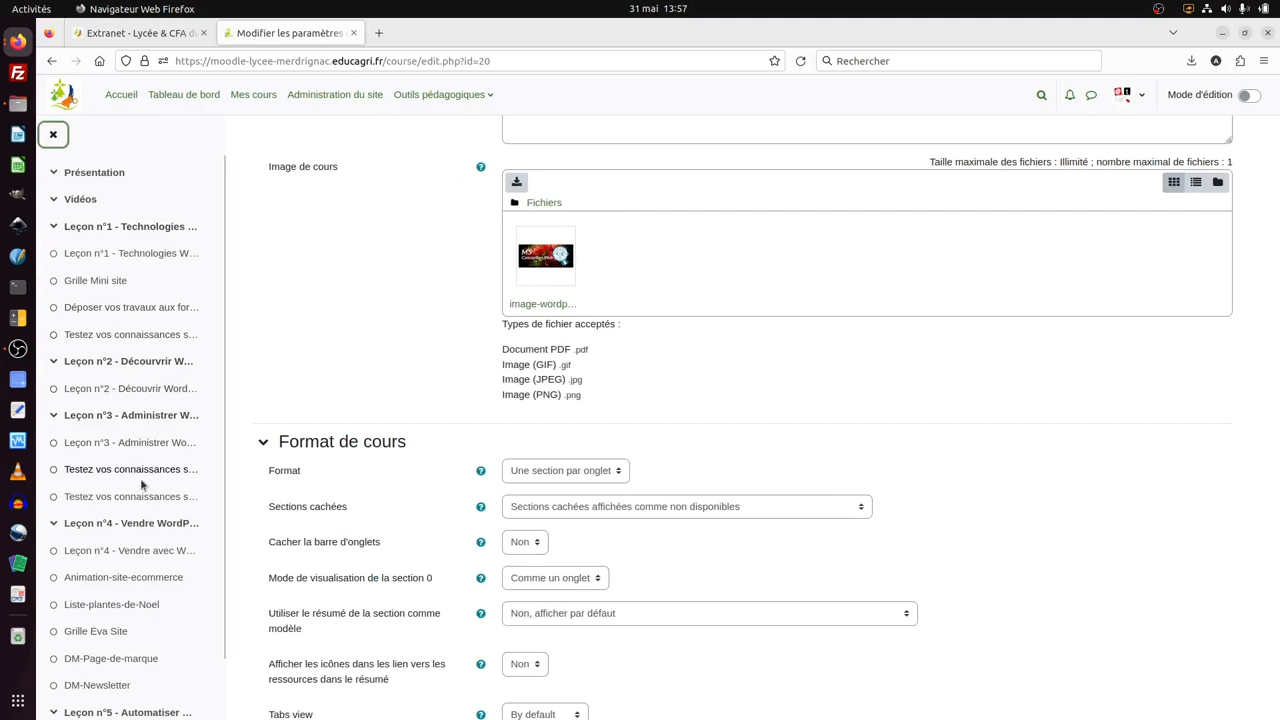 Activités
Navigateur Web Firefox
31 mai 13:57
Extranet - Lycée & CFA d
Modifier les paramètres
https://moodle-lycee-merdrignac.educagri.fr/course/edit.php?id=20
Rechercher
Accueil
Tableau de bord
Mes cours
Administration du site
Outils pédagogiques
Mode d'édition
Présentation
Vidéos
Leçon n°1 - Technologies ...
Leçon n°1 - Technologies W...
Grille Mini site
Déposer vos travaux aux for...
Testez vos connaissances s...
Leçon n°2 - Décourvrir W...
Leçon n°2 - Découvrir Word...
Leçon n°3 - Administrer W...
Leçon n°3 - Administrer Wo...
Testez vos connaissances s...
Testez vos connaissances s...
Leçon n°4 - Vendre WordP...
Leçon n°4 - Vendre avec W...
Animation-site-ecommerce
Liste-plantes-de-Noel
Grille Eva Site
DM-Page-de-marque
DM-Newsletter
Leçon n°5 - Automatiser ...
Image de cours
Taille maximale des fichiers : Illimité ; nombre maximal de fichiers : 1
Fichiers
image-wordp...
Types de fichier acceptés :
Document PDF .pdf
Image (GIF) .gif
Image (JPEG) .jpg
Image (PNG) .png
Format de cours
Format
Une section par onglet
Sections cachées
Sections cachées affichées comme non disponibles
Cacher la barre d'onglets
Non
Mode de visualisation de la section 0
Comme un onglet
Utiliser le résumé de la section comme
modèle
Non, afficher par défaut
Afficher les icônes dans les lien vers les
ressources dans le résumé
Non
Tabs view
By default